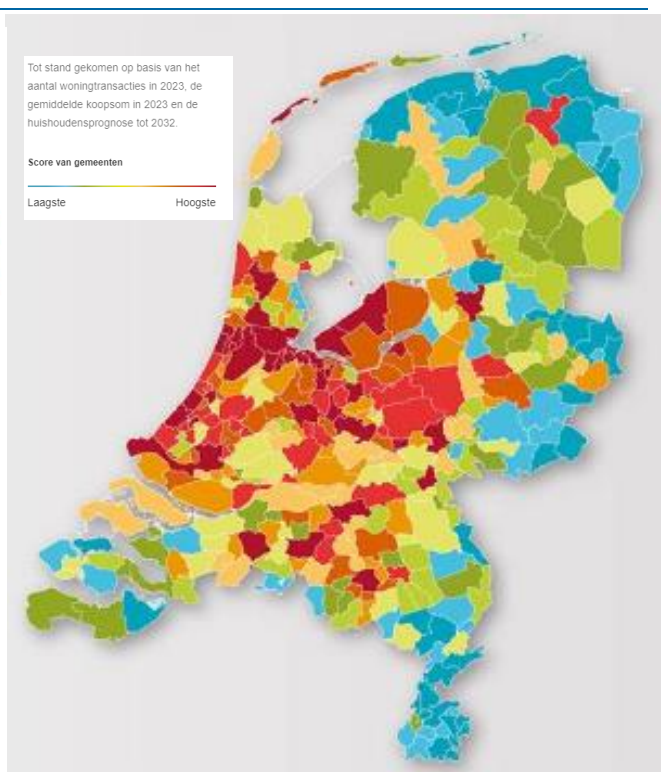 Tot stand gekomen op basis van het
aantal woningtransacties in 2023, de
gemiddelde koopsom in 2023 en de
huishoudensprognose tot 2032.
Score van gemeenten
Laagste Hoogste